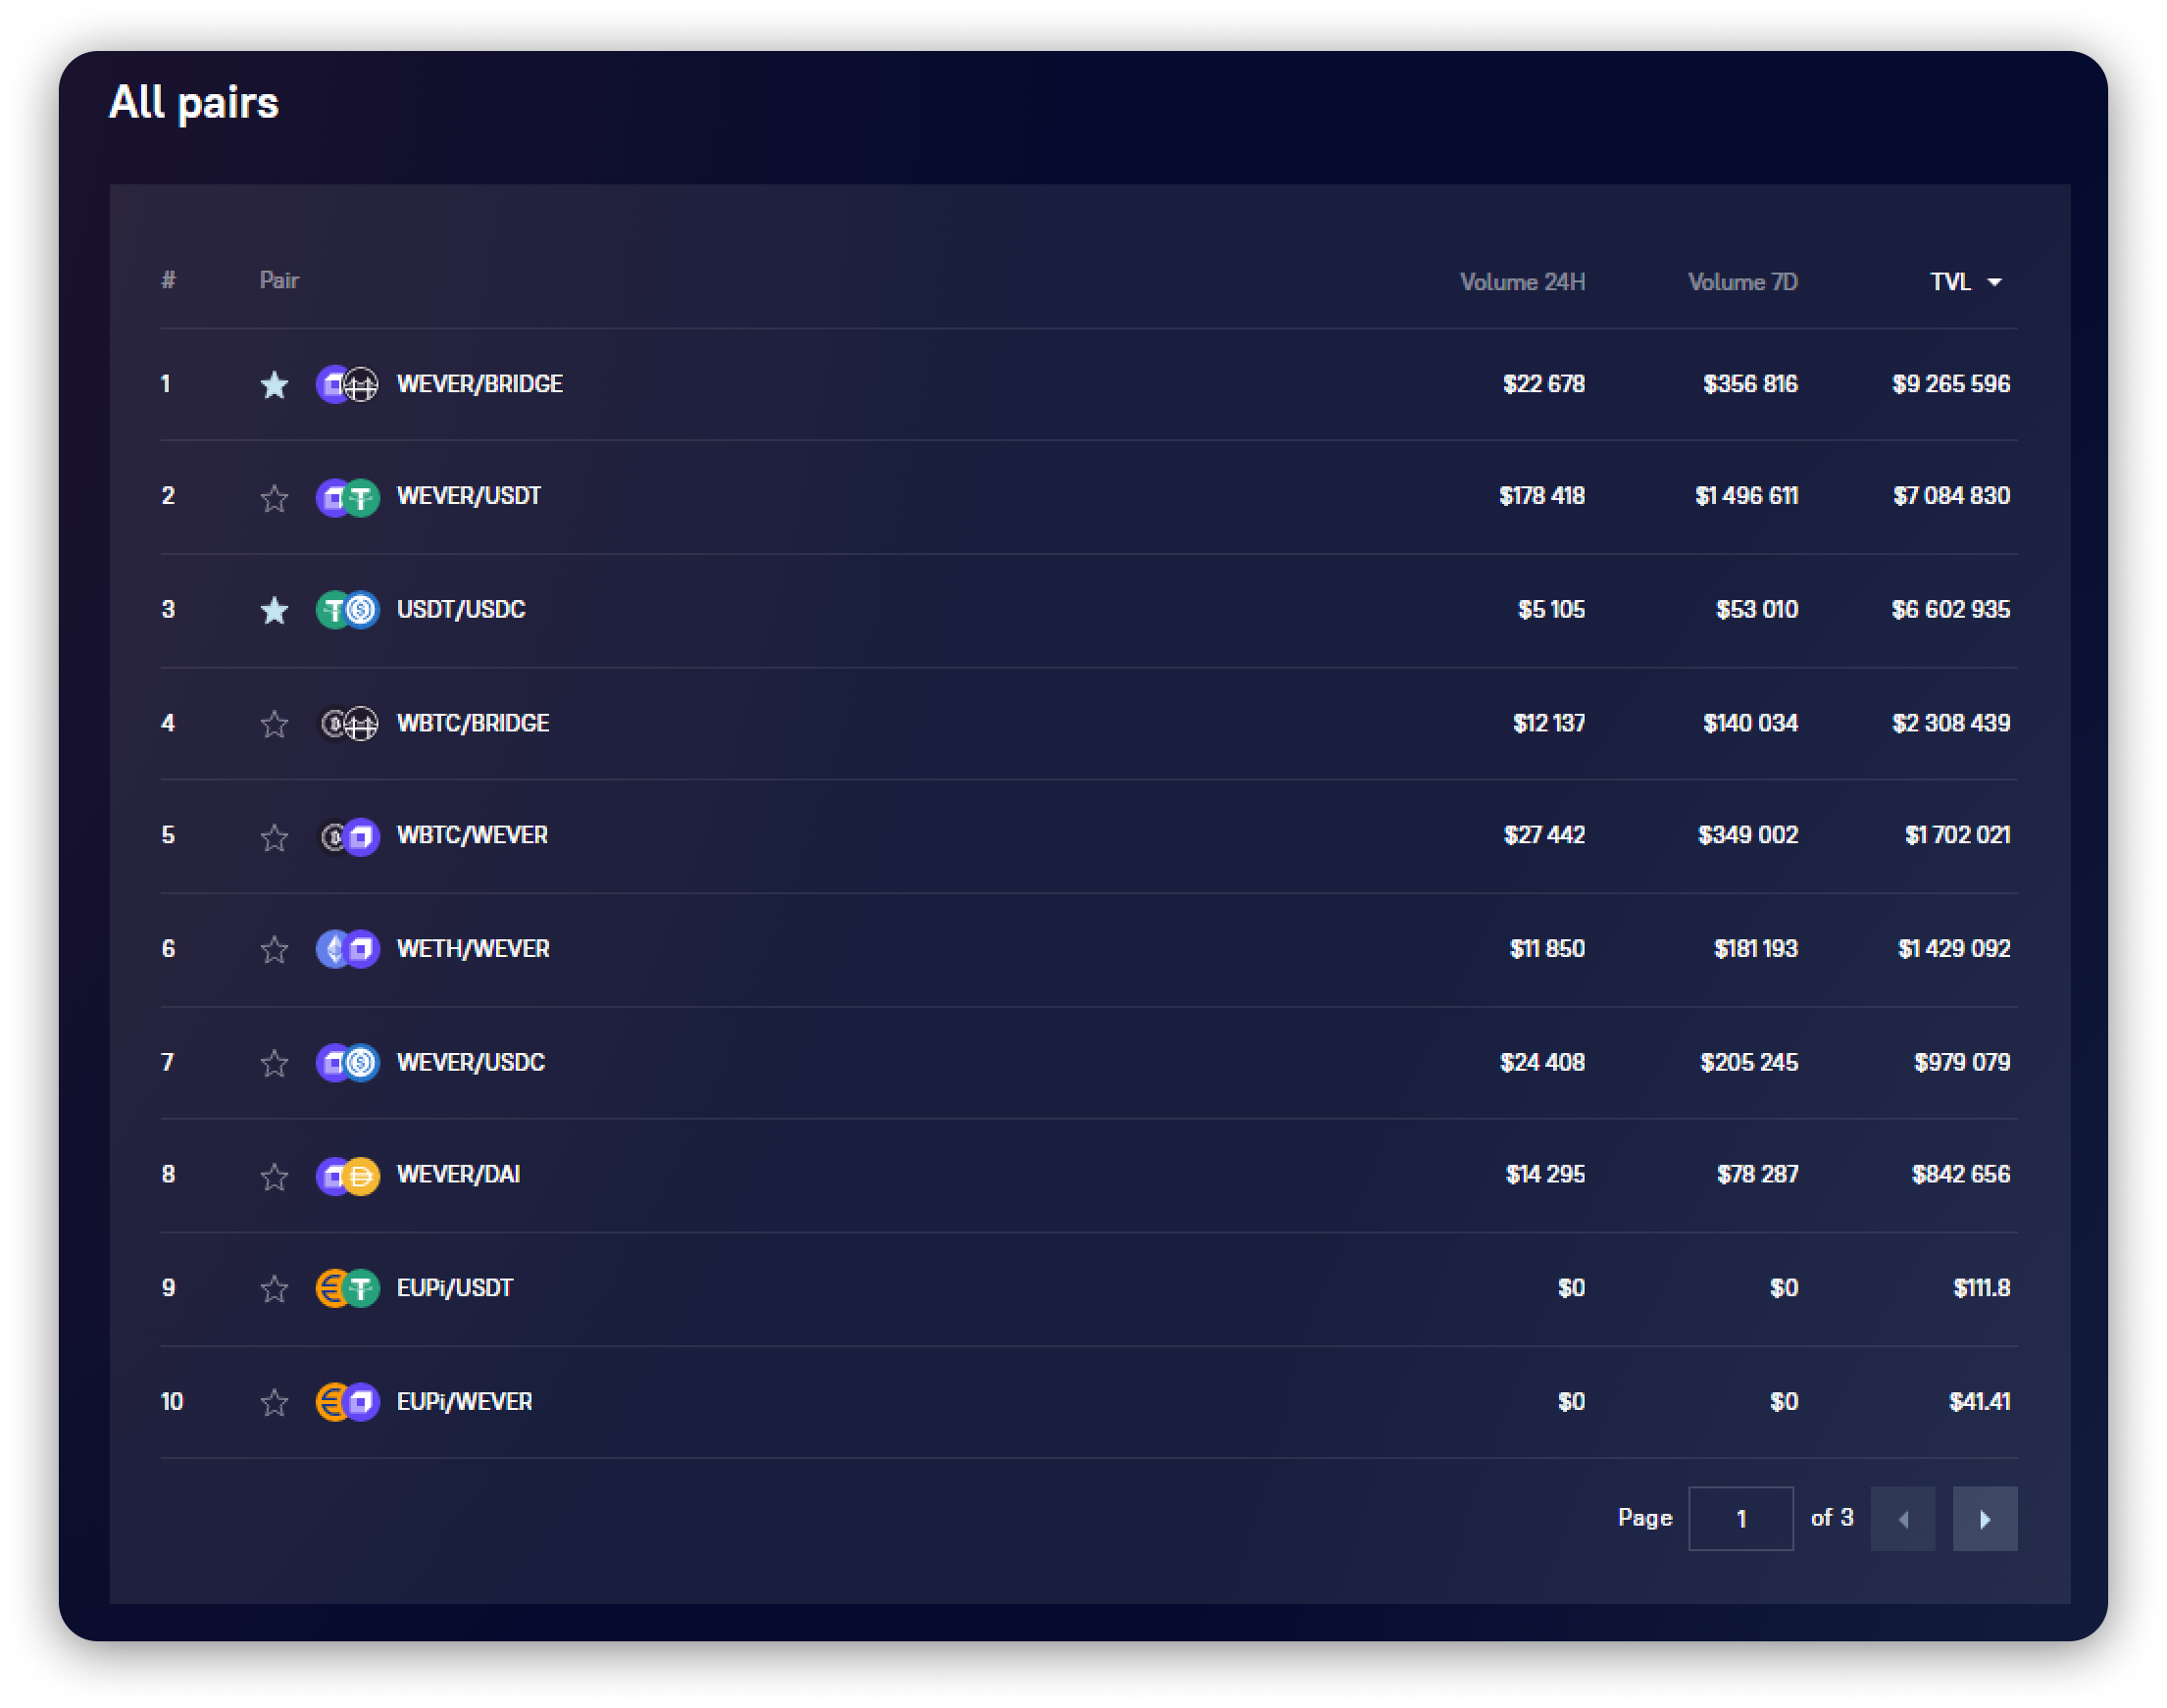 All pairs
# Pair Volume 24H Volume 7D TVL
1 WEVER/BRIDGE $22 678 $356 816 $9 265 596
2 WEVER/USDT $178 418 $1 496 611 $7 084 830
3 USDT/USDC $5 105 $53 010 $6 602 935
4 WBTC/BRIDGE $12 137 $140 034 $2 308 439
5 WBTC/WEVER $27 442 $349 002 $1 702 021
6 WETH/WEVER $11 850 $181 193 $1 429 092
7 WEVER/USDC $24 408 $205 245 $979 079
8 WEVER/DAI $14 295 $78 287 $842 656
9 EUPi/USDT $0 $0 $111.8
10 EUPi/WEVER $0 $0 $41.41
Page 1 of 3